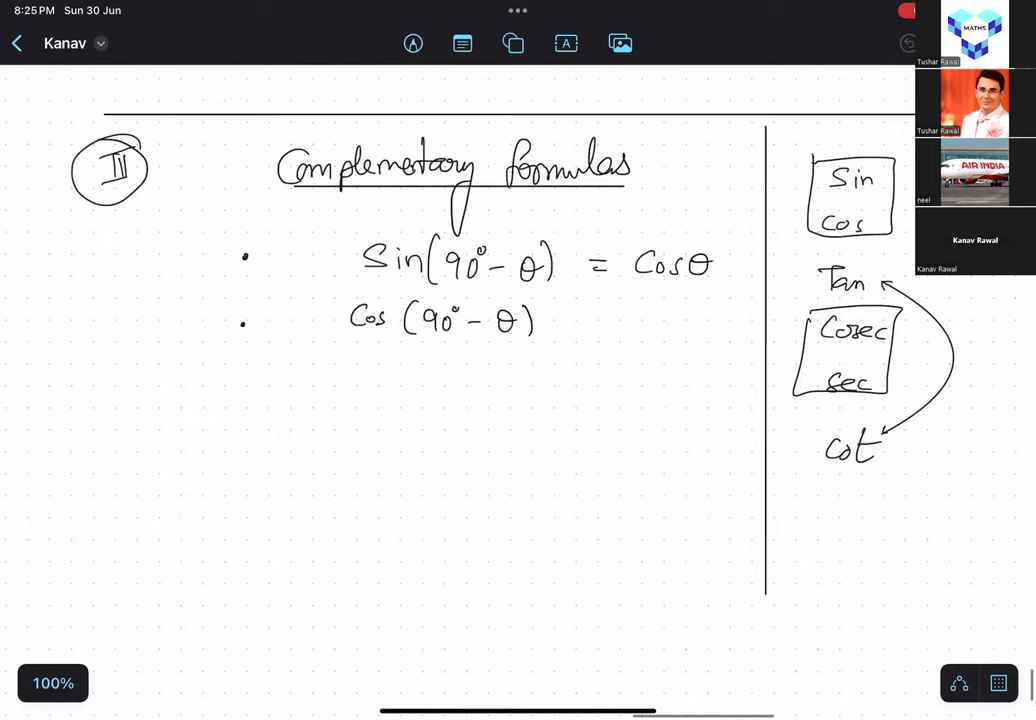 8:25 PM Sun 30 Jun
Kanav
A
MATHS
Tushar Rawal
Tushar Rawal
AIR INDIA
neel
Kanav Rawal
Kanav Rawal
II
Complementary formulas
• Sin(90° - θ) = Cosθ
• Cos (90° - θ)
Sin
Cos
Tan
Cosec
sec
cot
100%